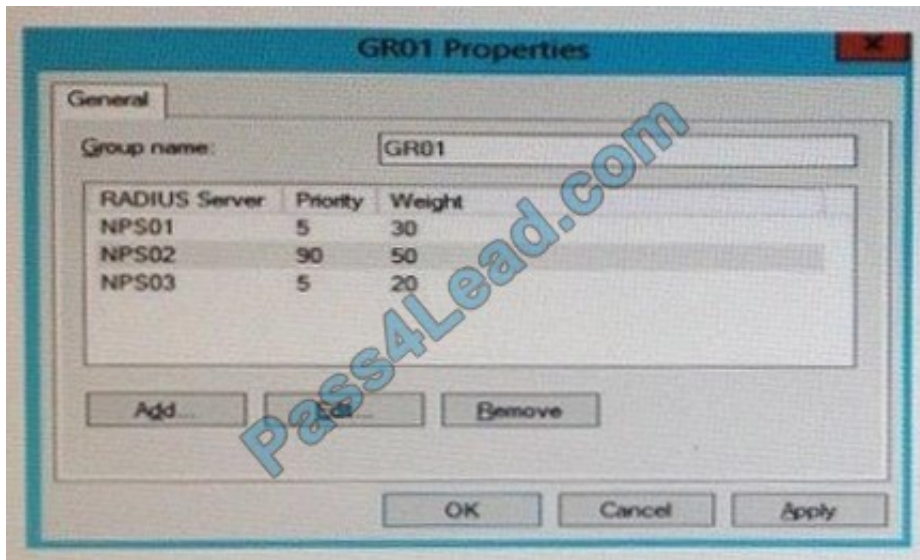 GR01 Properties
General
Group name: GR01
RADIUS Server Priority Weight
NPS01 5 30
NPS02 90 50
NPS03 5 20
Add... Edit... Remove
OK Cancel Apply
Pass4Lead.com